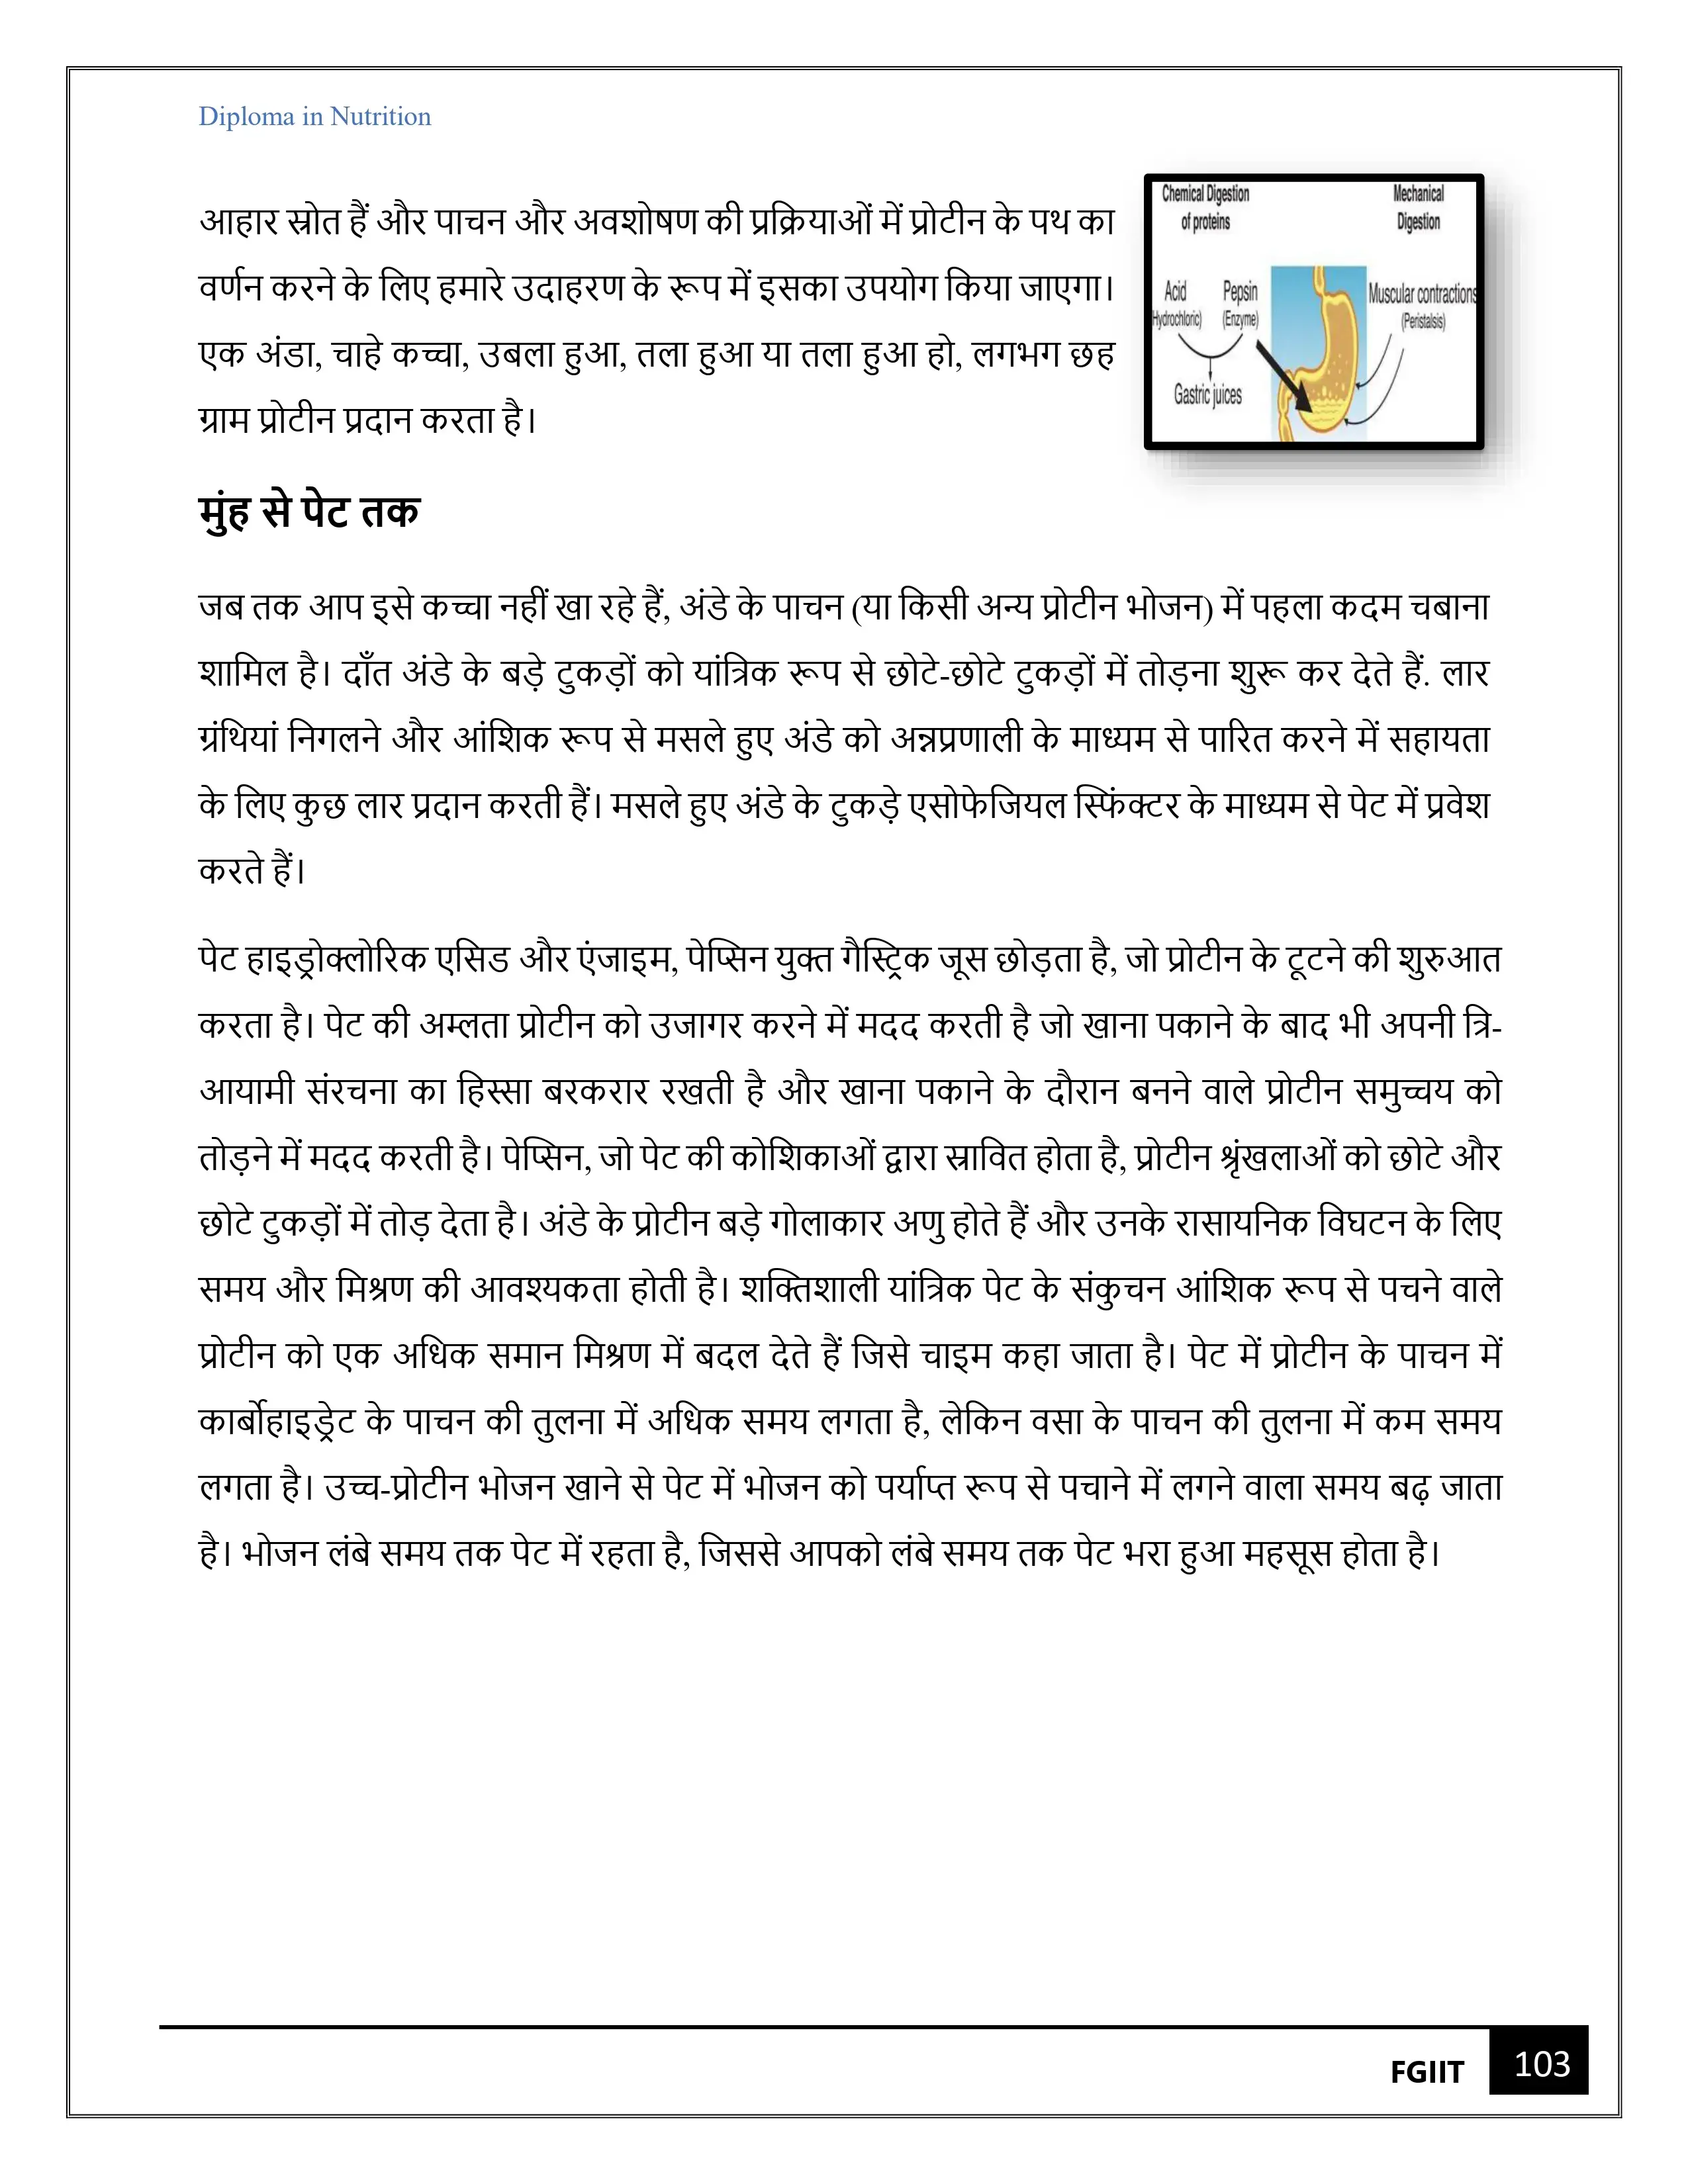 Diploma in Nutrition
आहार स्रोत हैं और पाचन और अवशोषण की प्रक्रियाओं में प्रोटीन के पथ का
वर्णन करने के लिए हमारे उदाहरण के रूप में इसका उपयोग किया जाएगा।
एक अंडा, चाहे कच्चा, उबला हुआ, तला हुआ या तला हुआ हो, लगभग छह
ग्राम प्रोटीन प्रदान करता है।
Chemical Digestion
of proteins
Mechanical
Digestion
Acid
(Hydrochloric)
Pepsin
(Enzyme)
Gastric juices
Muscular contractions
(Peristalsis)
मुंह से पेट तक
जब तक आप इसे कच्चा नहीं खा रहे हैं, अंडे के पाचन (या किसी अन्य प्रोटीन भोजन) में पहला कदम चबाना
शामिल है। दाँत अंडे के बड़े टुकड़ों को यांत्रिक रूप से छोटे-छोटे टुकड़ों में तोड़ना शुरू कर देते हैं. लार
ग्रंथियां निगलने और आंशिक रूप से मसले हुए अंडे को अन्नप्रणाली के माध्यम से पारित करने में सहायता
के लिए कुछ लार प्रदान करती हैं। मसले हुए अंडे के टुकड़े एसोफेजियल स्फिंक्टर के माध्यम से पेट में प्रवेश
करते हैं।
पेट हाइड्रोक्लोरिक एसिड और एंजाइम, पेप्सिन युक्त गैस्ट्रिक जूस छोड़ता है, जो प्रोटीन के टूटने की शुरुआत
करता है। पेट की अम्लता प्रोटीन को उजागर करने में मदद करती है जो खाना पकाने के बाद भी अपनी त्रि-
आयामी संरचना का हिस्सा बरकरार रखती है और खाना पकाने के दौरान बनने वाले प्रोटीन समुच्चय को
तोड़ने में मदद करती है। पेप्सिन, जो पेट की कोशिकाओं द्वारा स्रावित होता है, प्रोटीन श्रृंखलाओं को छोटे और
छोटे टुकड़ों में तोड़ देता है। अंडे के प्रोटीन बड़े गोलाकार अणु होते हैं और उनके रासायनिक विघटन के लिए
समय और मिश्रण की आवश्यकता होती है। शक्तिशाली यांत्रिक पेट के संकुचन आंशिक रूप से पचने वाले
प्रोटीन को एक अधिक समान मिश्रण में बदल देते हैं जिसे चाइम कहा जाता है। पेट में प्रोटीन के पाचन में
कार्बोहाइड्रेट के पाचन की तुलना में अधिक समय लगता है, लेकिन वसा के पाचन की तुलना में कम समय
लगता है। उच्च-प्रोटीन भोजन खाने से पेट में भोजन को पर्याप्त रूप से पचाने में लगने वाला समय बढ़ जाता
है। भोजन लंबे समय तक पेट में रहता है, जिससे आपको लंबे समय तक पेट भरा हुआ महसूस होता है।
FGIIT
103